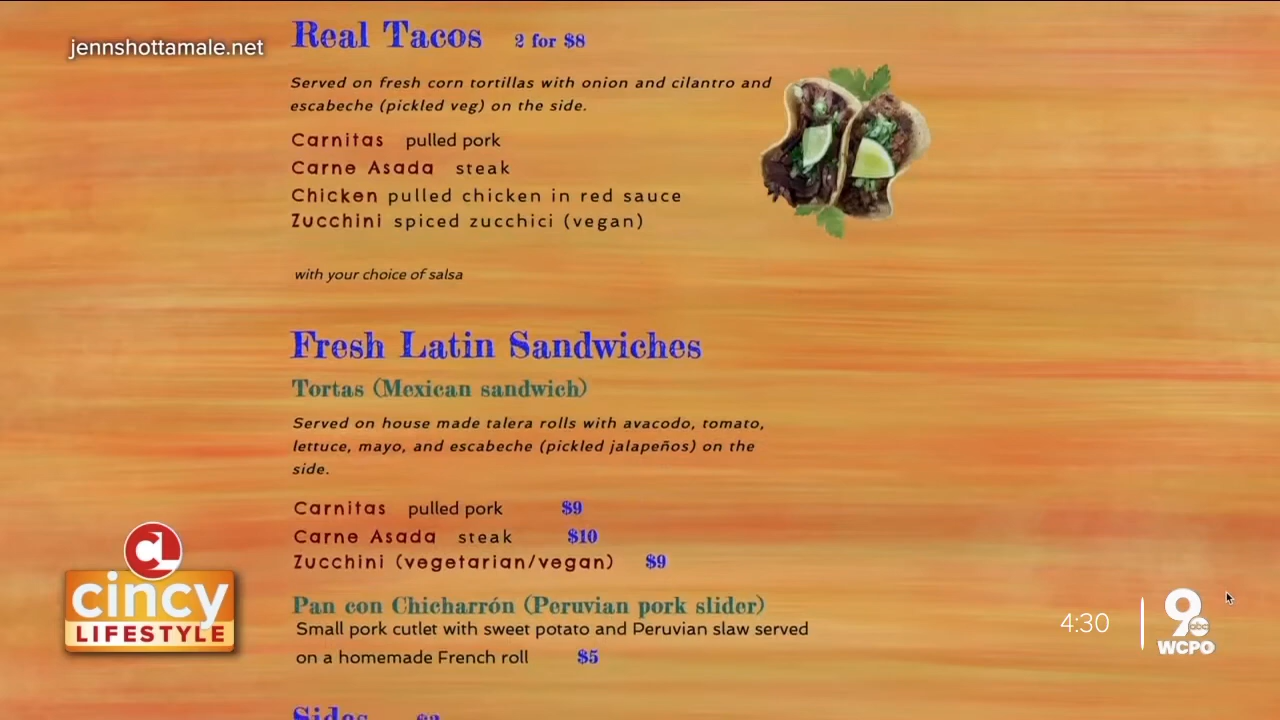 jennshottamale.net
Real Tacos 2 for $8
Served on fresh corn tortillas with onion and cilantro and
escabeche (pickled veg) on the side.
Carnitas pulled pork
Carne Asada steak
Chicken pulled chicken in red sauce
Zucchini spiced zucchici (vegan)
with your choice of salsa
Fresh Latin Sandwiches
Tortas (Mexican sandwich)
Served on house made talera rolls with avacodo, tomato,
lettuce, mayo, and escabeche (pickled jalapeños) on the
side.
Carnitas pulled pork $9
Carne Asada steak $10
Zucchini (vegetarian/vegan) $9
Pan con Chicharrón (Peruvian pork slider)
Small pork cutlet with sweet potato and Peruvian slaw served
on a homemade French roll $5
Sides
CL
cincy
LIFESTYLE
4:30
9
abc
WCPO